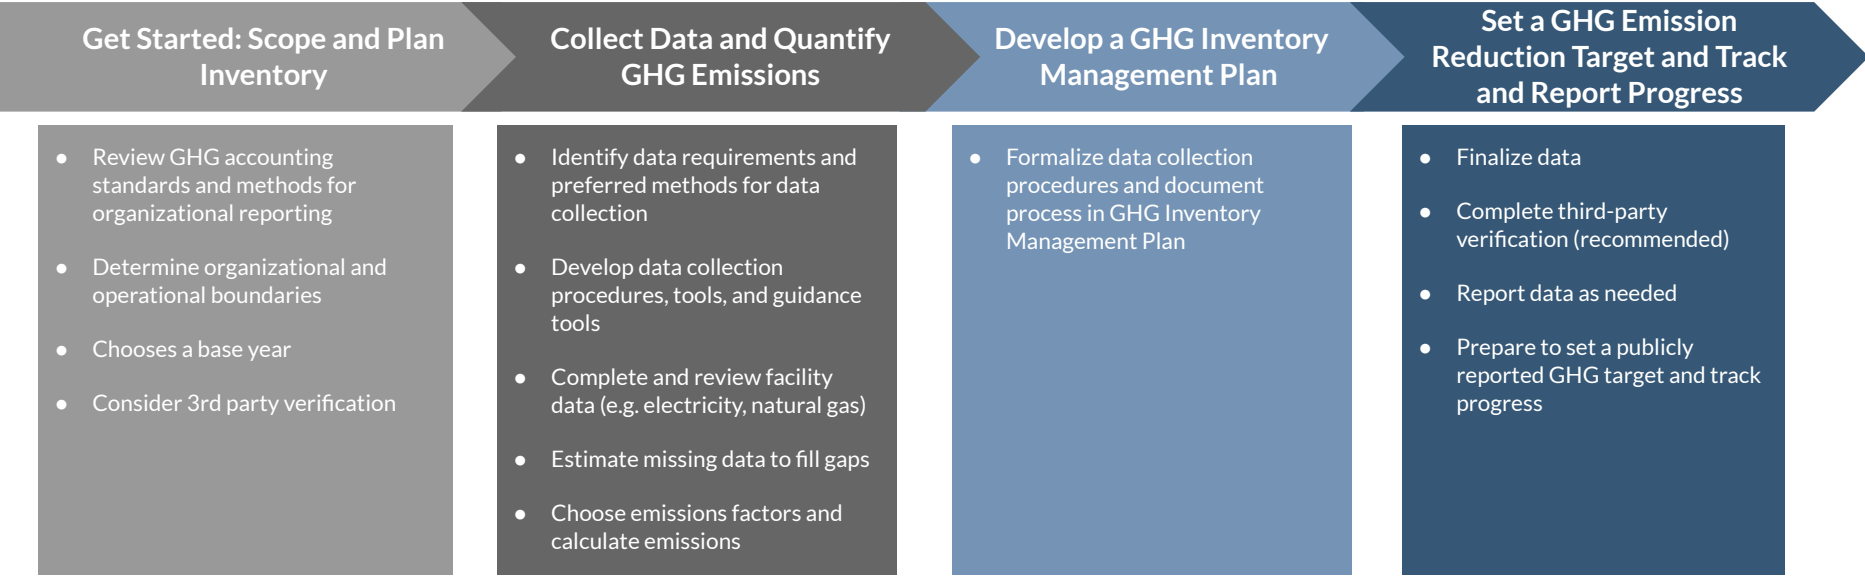 Get Started: Scope and Plan
Inventory
Collect Data and Quantify
GHG Emissions
Develop a GHG Inventory
Management Plan
Set a GHG Emission
Reduction Target and Track
and Report Progress
● Review GHG accounting
standards and methods for
organizational reporting
● Determine organizational and
operational boundaries
● Chooses a base year
● Consider 3rd party verification
● Identify data requirements and
preferred methods for data
collection
● Develop data collection
procedures, tools, and guidance
tools
● Complete and review facility
data (e.g. electricity, natural gas)
● Estimate missing data to fill gaps
● Choose emissions factors and
calculate emissions
● Formalize data collection
procedures and document
process in GHG Inventory
Management Plan
● Finalize data
● Complete third-party
verification (recommended)
● Report data as needed
● Prepare to set a publicly
reported GHG target and track
progress